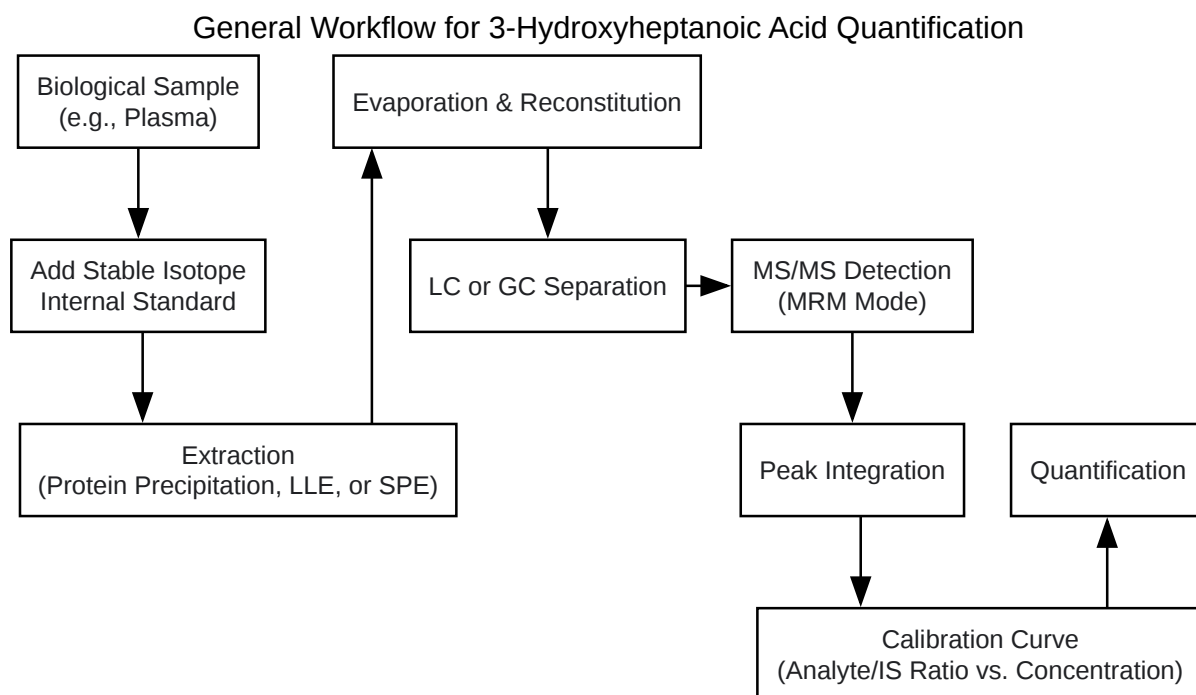 General Workflow for 3-Hydroxyheptanoic Acid Quantification
Biological Sample
(e.g., Plasma)
Add Stable Isotope
Internal Standard
Extraction
(Protein Precipitation, LLE, or SPE)
Evaporation & Reconstitution
LC or GC Separation
MS/MS Detection
(MRM Mode)
Peak Integration
Calibration Curve
(Analyte/IS Ratio vs. Concentration)
Quantification